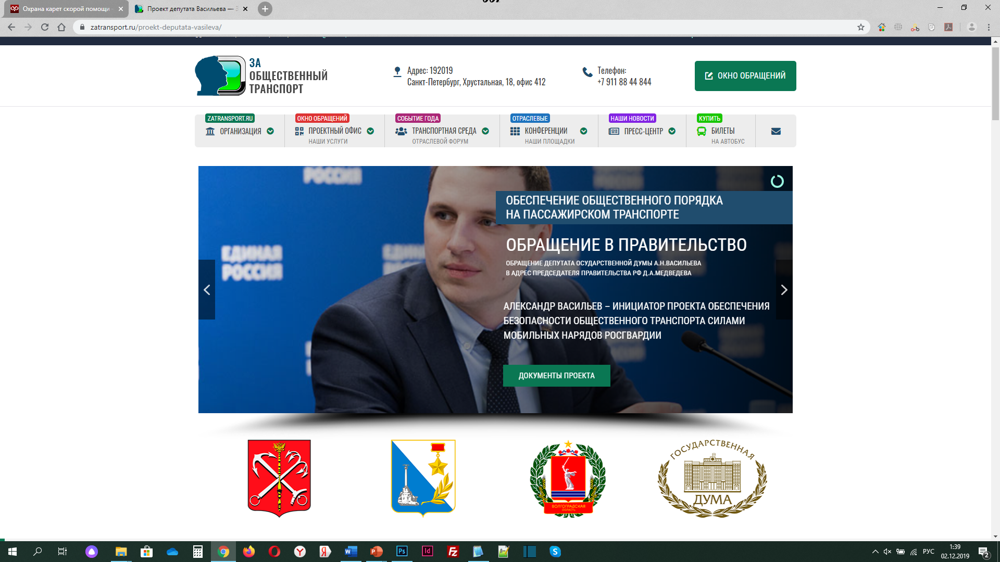 Охрана карет скорой помощи
Проект депутата Васильева —
zatransport.ru/proekt-deputata-vasileva/
ЗА
ОБЩЕСТВЕННЫЙ
ТРАНСПОРТ
Адрес: 192019
Санкт-Петербург, Хрустальная, 18, офис 412
Телефон:
+7 911 88 44 844
ОКНО ОБРАЩЕНИЙ
ZATRANSPORT.RU
ОРГАНИЗАЦИЯ
ОКНО ОБРАЩЕНИЙ
ПРОЕКТНЫЙ ОФИС
НАШИ УСЛУГИ
СОБЫТИЕ ГОДА
ТРАНСПОРТНАЯ СРЕДА
ОТРАСЛЕВОЙ ФОРУМ
ОТРАСЛЕВЫЕ
КОНФЕРЕНЦИИ
НАШИ ПЛОЩАДКИ
НАШИ НОВОСТИ
ПРЕСС-ЦЕНТР
КУПИТЬ
БИЛЕТЫ
НА АВТОБУС
РОССИЯ
ЕДИНАЯ
РОССИЯ
ОБЕСПЕЧЕНИЕ ОБЩЕСТВЕННОГО ПОРЯДКА
НА ПАССАЖИРСКОМ ТРАНСПОРТЕ
ОБРАЩЕНИЕ В ПРАВИТЕЛЬСТВО
ОБРАЩЕНИЕ ДЕПУТАТА ОСУДАРСТВЕННОЙ ДУМЫ А.Н.ВАСИЛЬЕВА
В АДРЕС ПРЕДСЕДАТЕЛЯ ПРАВИТЕЛЬСТВА РФ Д.А.МЕДВЕДЕВА
АЛЕКСАНДР ВАСИЛЬЕВ – ИНИЦИАТОР ПРОЕКТА ОБЕСПЕЧЕНИЯ
БЕЗОПАСНОСТИ ОБЩЕСТВЕННОГО ТРАНСПОРТА СИЛАМИ
МОБИЛЬНЫХ НАРЯДОВ РОСГВАРДИИ
ДОКУМЕНТЫ ПРОЕКТА
ВОЛГОГРАДСКАЯ
ОБЛАСТЬ
ГОСУДАРСТВЕННАЯ
ДУМА
РУС
1:39
02.12.2019
2